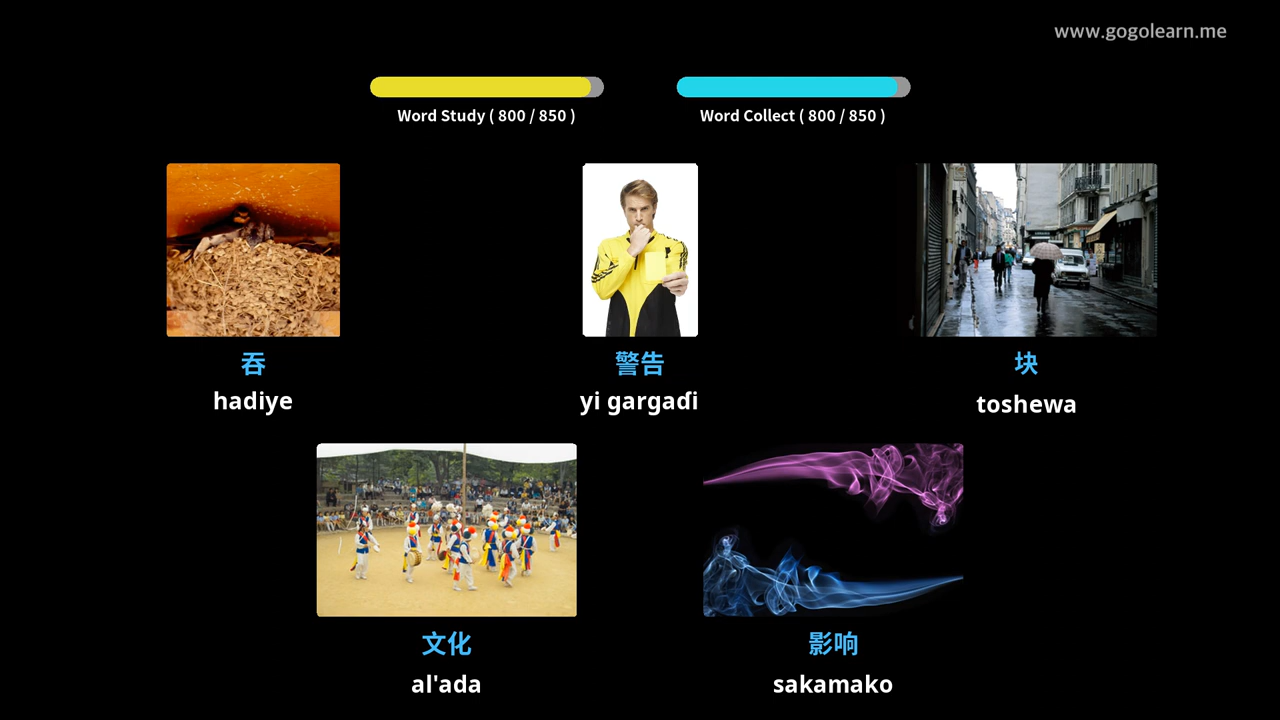 www.gogolearn.me
Word Study ( 800 / 850 )
Word Collect ( 800 / 850 )
吞
hadiye
警告
yi gargaɗi
块
toshewa
文化
al'ada
影响
sakamako